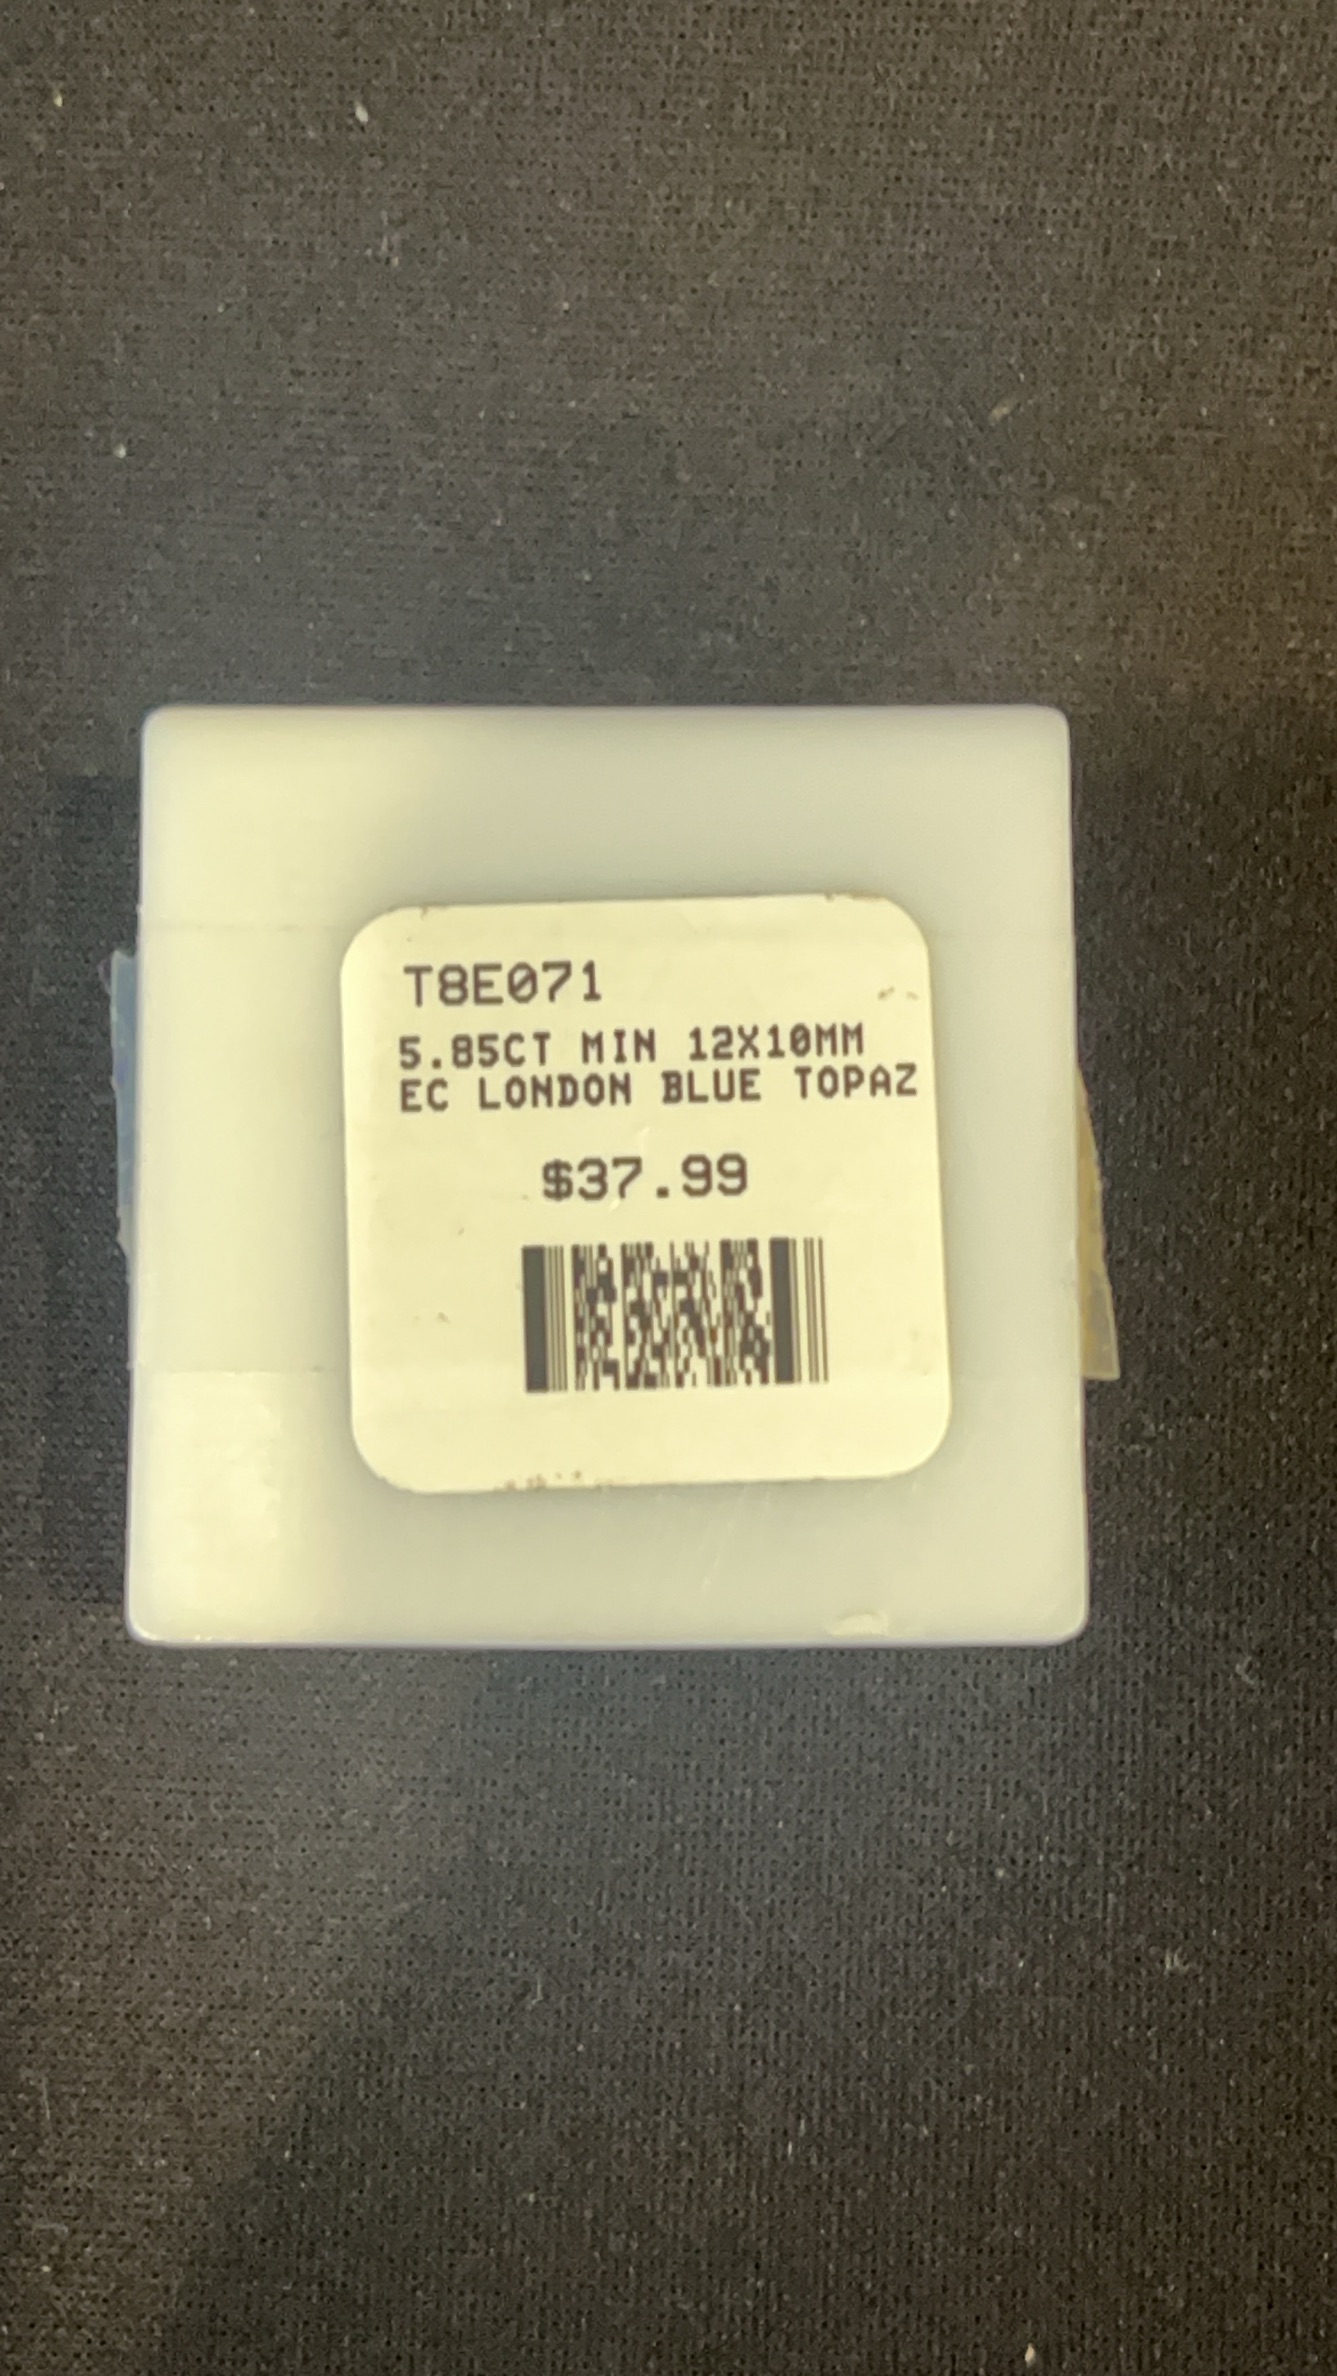 T8E071
5.85CT MIN 12X10MM
EC LONDON BLUE TOPAZ
$37.99